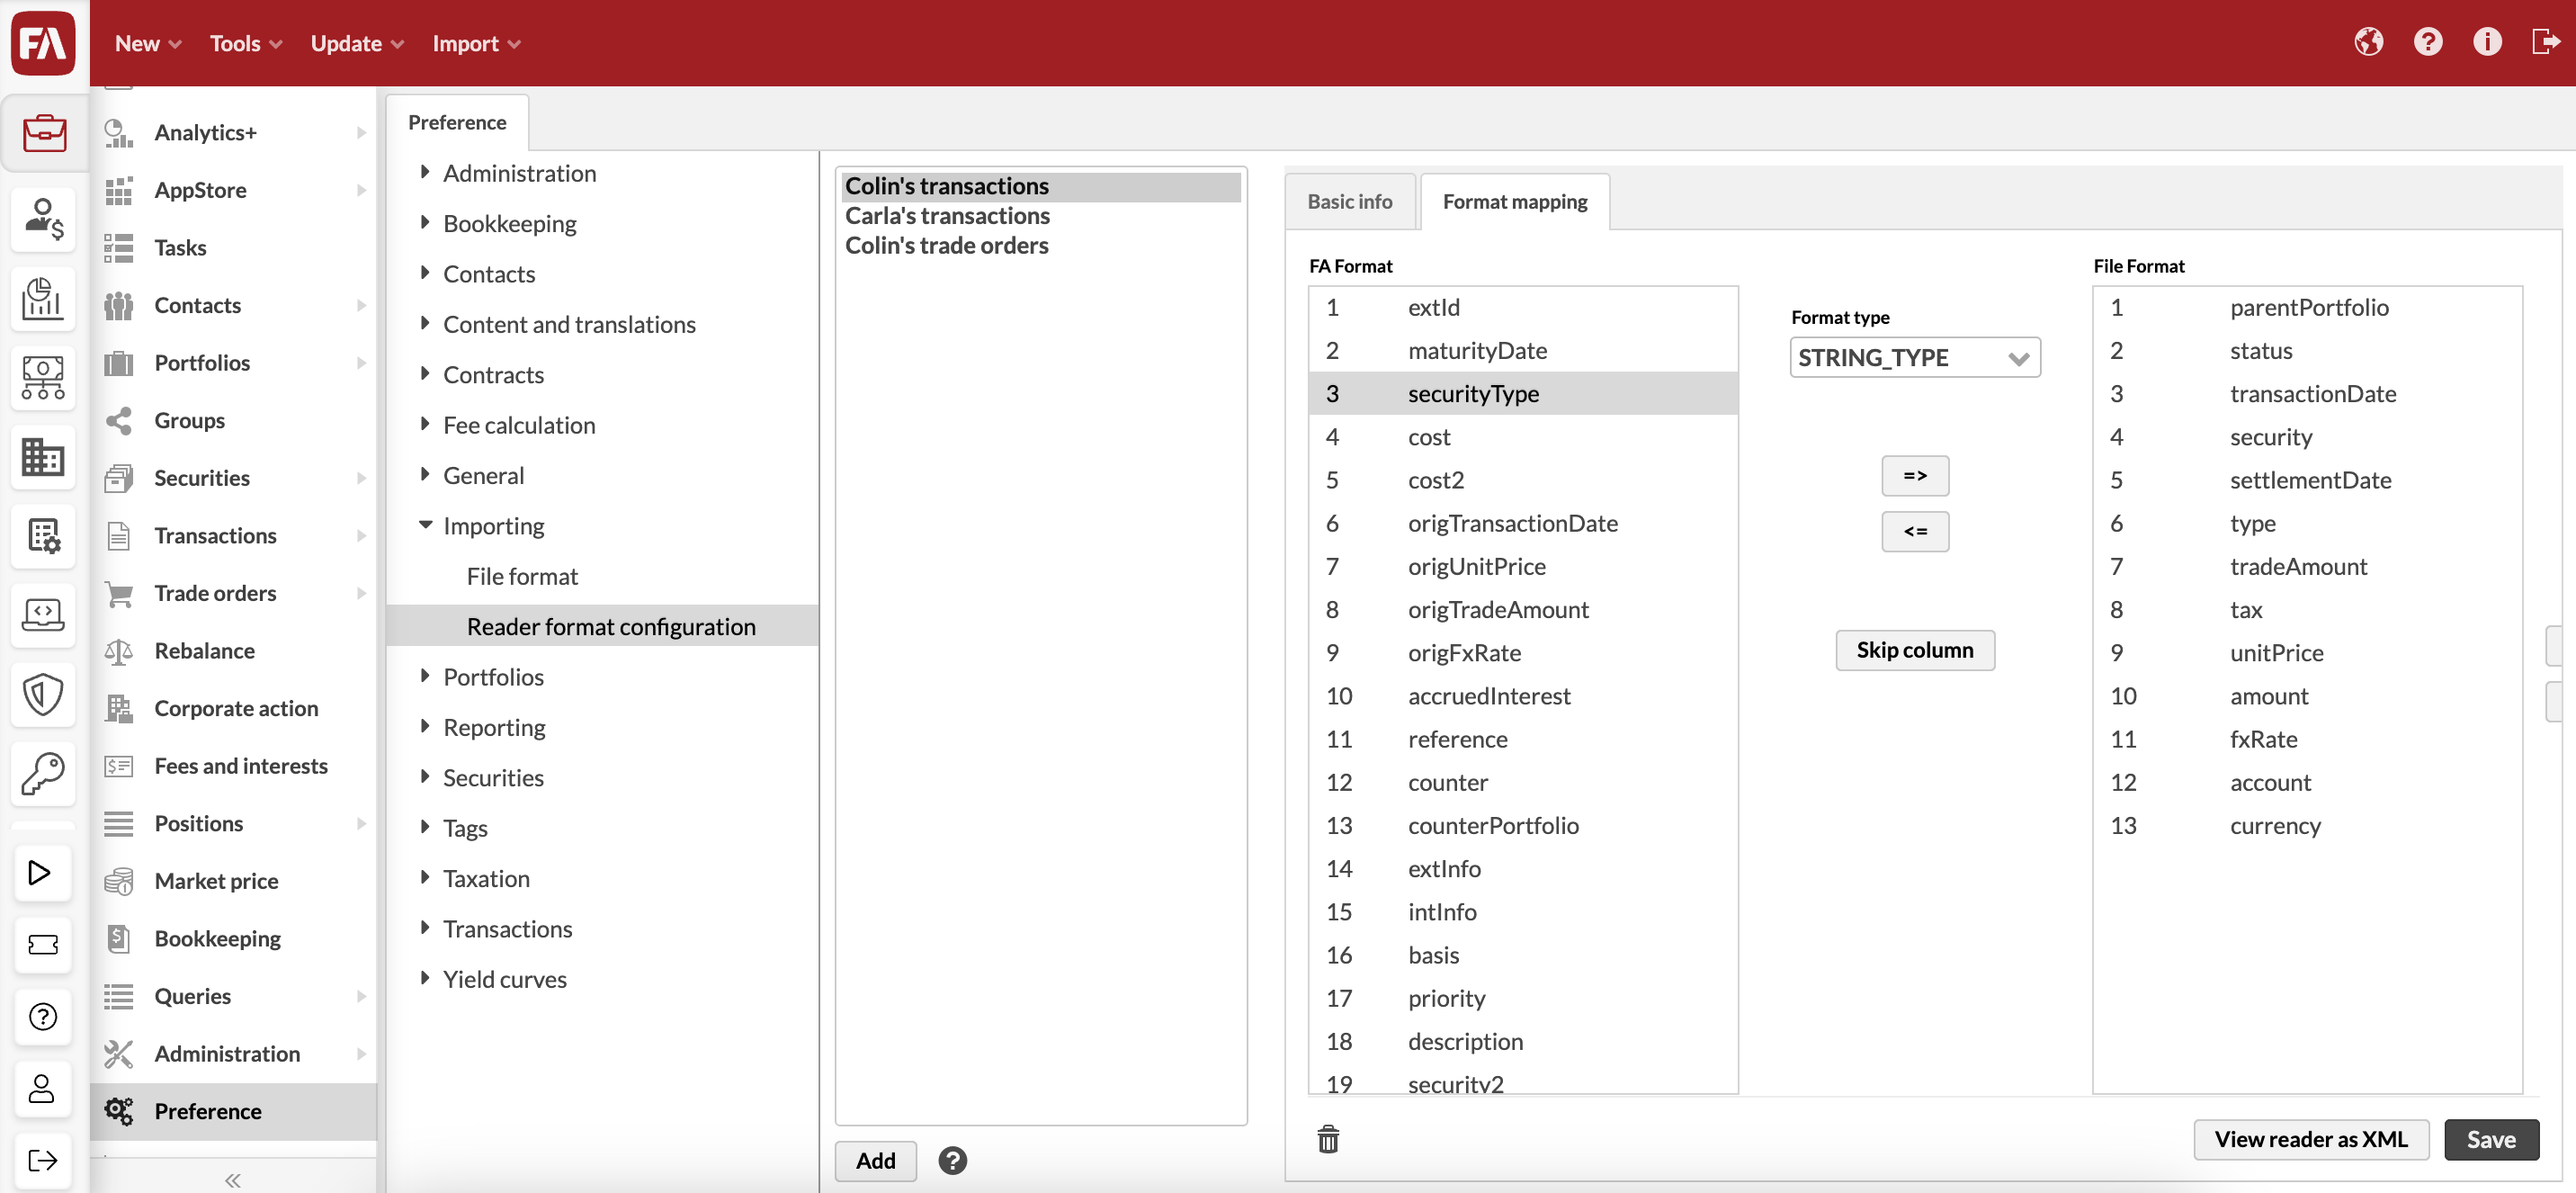 FA
New
Tools
Update
Import
Analytics+
AppStore
Tasks
Contacts
Portfolios
Groups
Securities
Transactions
Trade orders
Rebalance
Corporate action
Fees and interests
Positions
Market price
Bookkeeping
Queries
Administration
Preference
Preference
Administration
Bookkeeping
Contacts
Content and translations
Contracts
Fee calculation
General
Importing
File format
Reader format configuration
Portfolios
Reporting
Securities
Tags
Taxation
Transactions
Yield curves
Colin's transactions
Carla's transactions
Colin's trade orders
Add
Basic info
Format mapping
FA Format
1 extId
2 maturityDate
3 securityType
4 cost
5 cost2
6 origTransactionDate
7 origUnitPrice
8 origTradeAmount
9 origFxRate
10 accruedInterest
11 reference
12 counter
13 counterPortfolio
14 extInfo
15 intInfo
16 basis
17 priority
18 description
19 security2
Format type
STRING_TYPE
=>
<=
Skip column
File Format
1 parentPortfolio
2 status
3 transactionDate
4 security
5 settlementDate
6 type
7 tradeAmount
8 tax
9 unitPrice
10 amount
11 fxRate
12 account
13 currency
View reader as XML
Save